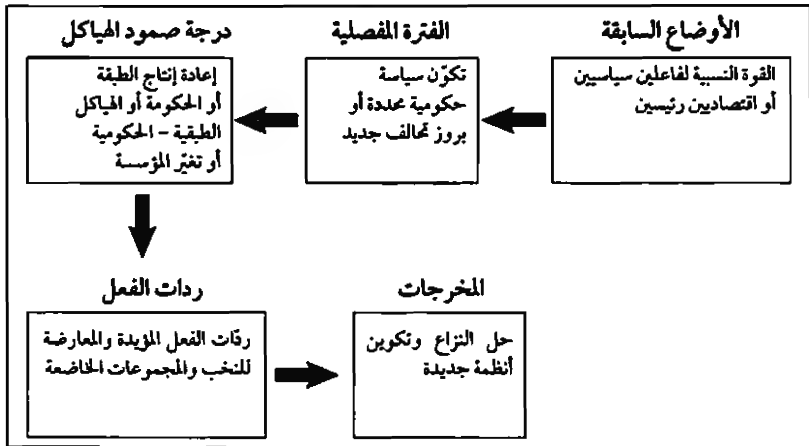 الأوضاع السابقة
القوة النسبية لفاعلين سياسيين
أو اقتصاديين رئيسين
الفترة المفصلية
تكوّن سياسة
حكومية محددة أو
بروز تحالف جديد
درجة صمود الهياكل
إعادة إنتاج الطبقة
أو الحكومة أو الهياكل
الطبقية – الحكومية
أو تغيّر المؤسسة
ردات الفعل
ردّات الفعل المؤيدة والمعارضة
للنخب والمجموعات الخاضعة
المخرجات
حل النزاع وتكوين
أنظمة جديدة